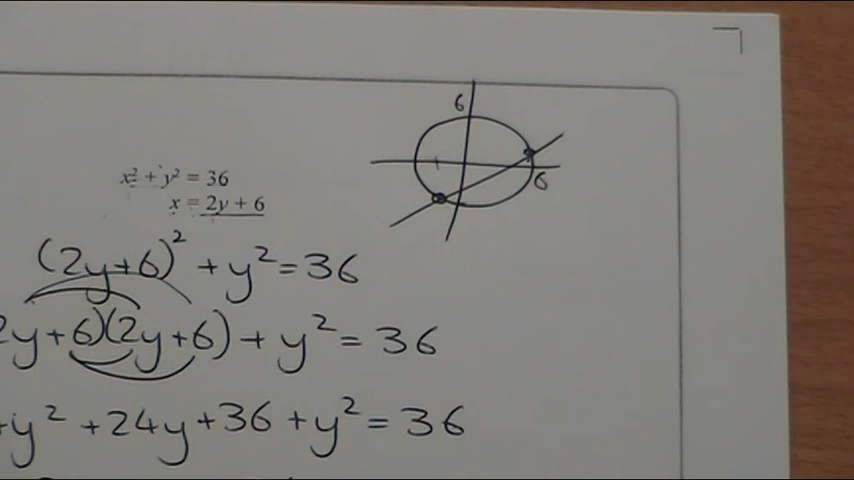 6
x² + y² = 36
6
x = 2y + 6
(2y+6)² + y² = 36
2y+6)(2y+6) + y² = 36
+y² + 24y + 36 + y² = 36